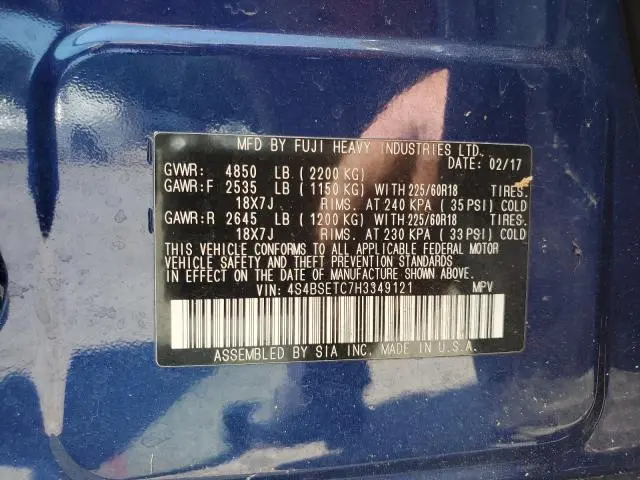 MFD BY FUJI HEAVY INDUSTRIES LTD.
DATE: 02/17
GVWR: 4850 LB ( 2200 KG)
GAWR:F 2535 LB ( 1150 KG) WITH 225/60R18 TIRES.
18X7J RIMS. AT 240 KPA ( 35 PSI) COLD
GAWR:R 2645 LB ( 1200 KG) WITH 225/60R18 TIRES.
18X7J RIMS. AT 230 KPA ( 33 PSI) COLD
THIS VEHICLE CONFORMS TO ALL APPLICABLE FEDERAL MOTOR
VEHICLE SAFETY AND THEFT PREVENTION STANDARDS
IN EFFECT ON THE DATE OF MANUFACTURE SHOWN ABOVE.
VIN: 4S4BSETC7H3349121 MPV
ASSEMBLED BY SIA INC. MADE IN U.S.A.